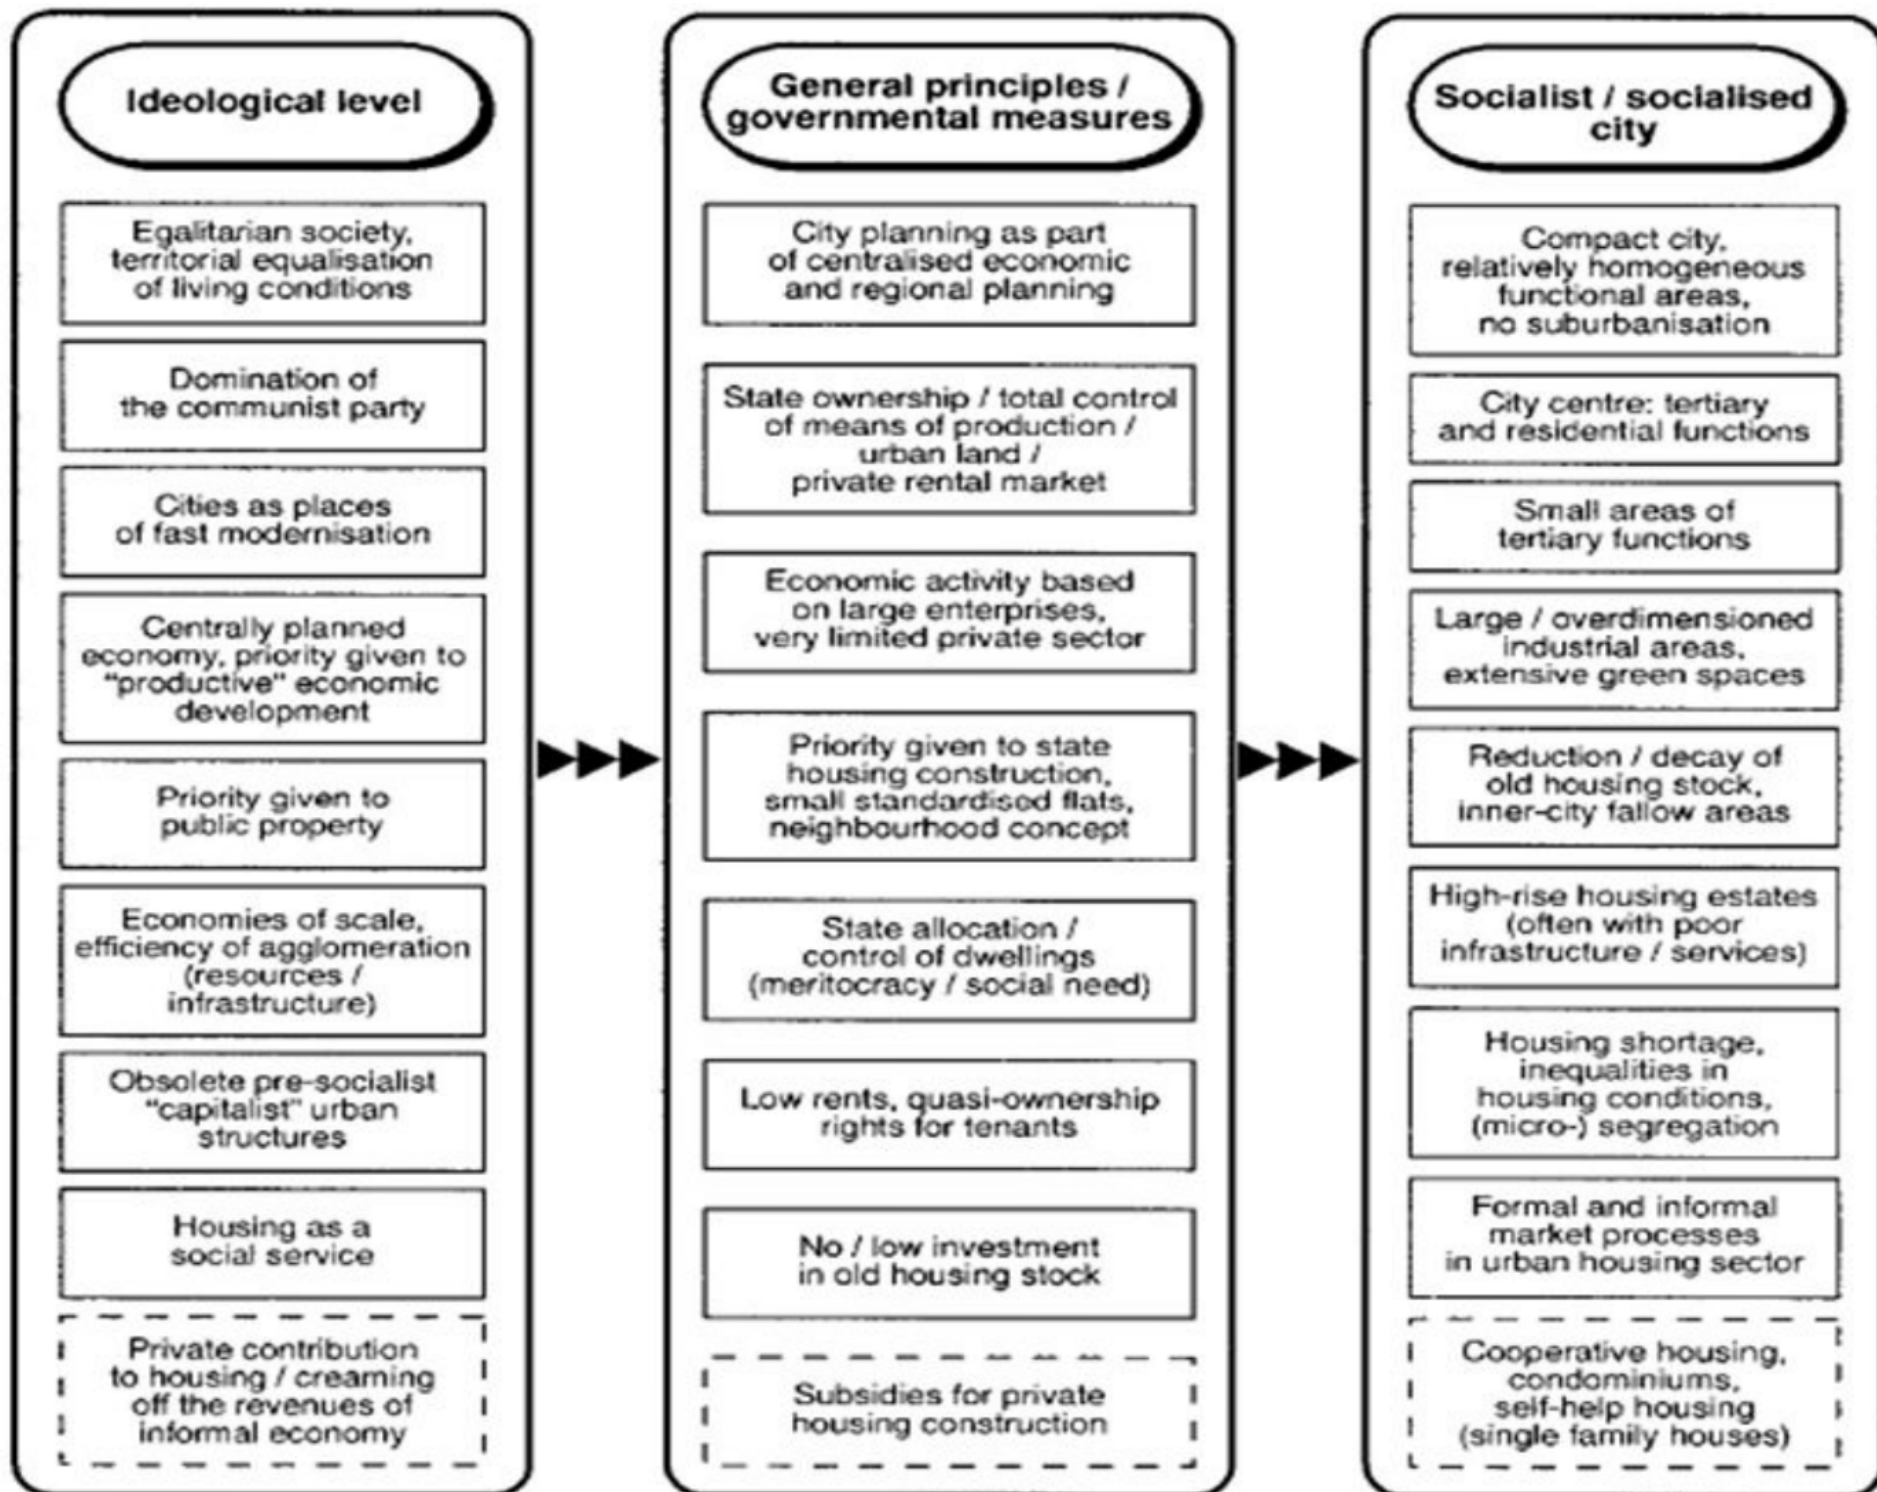 Ideological level
Egalitarian society,
territorial equalisation
of living conditions
Domination of
the communist party
Cities as places
of fast modernisation
Centrally planned
economy, priority given to
"productive" economic
development
Priority given to
public property
Economies of scale,
efficiency of agglomeration
(resources /
infrastructure)
Obsolete pre-socialist
"capitalist" urban
structures
Housing as a
social service
Private contribution
to housing / creaming
off the revenues of
informal economy
General principles /
governmental measures
City planning as part
of centralised economic
and regional planning
State ownership / total control
of means of production /
urban land /
private rental market
Economic activity based
on large enterprises,
very limited private sector
Priority given to state
housing construction,
small standardised flats,
neighbourhood concept
State allocation /
control of dwellings
(meritocracy / social need)
Low rents, quasi-ownership
rights for tenants
No / low investment
in old housing stock
Subsidies for private
housing construction
Socialist / socialised
city
Compact city,
relatively homogeneous
functional areas,
no suburbanisation
City centre: tertiary
and residential functions
Small areas of
tertiary functions
Large / overdimensioned
industrial areas,
extensive green spaces
Reduction / decay of
old housing stock,
inner-city fallow areas
High-rise housing estates
(often with poor
infrastructure / services)
Housing shortage,
inequalities in
housing conditions,
(micro-) segregation
Formal and informal
market processes
in urban housing sector
Cooperative housing,
condominiums,
self-help housing
(single family houses)